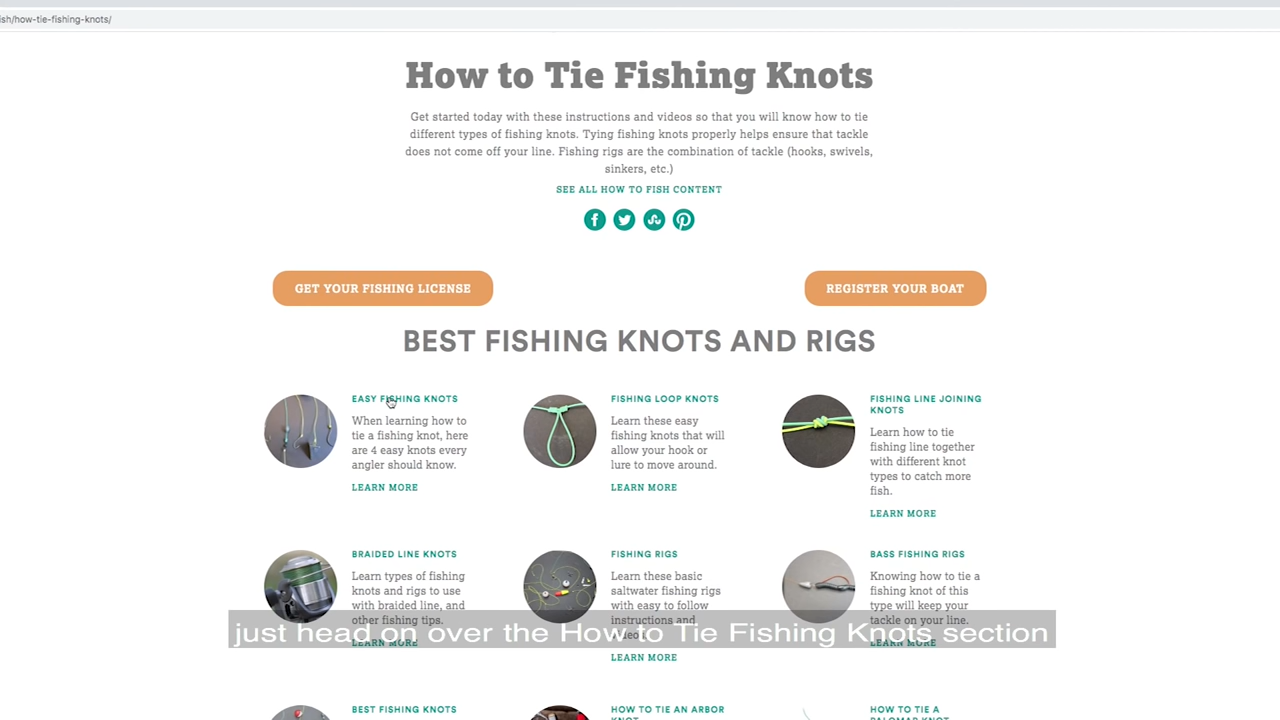 ish/how-tie-fishing-knots/
How to Tie Fishing Knots
Get started today with these instructions and videos so that you will know how to tie
different types of fishing knots. Tying fishing knots properly helps ensure that tackle
does not come off your line. Fishing rigs are the combination of tackle (hooks, swivels,
sinkers, etc.)
SEE ALL HOW TO FISH CONTENT
GET YOUR FISHING LICENSE
REGISTER YOUR BOAT
BEST FISHING KNOTS AND RIGS
EASY FISHING KNOTS
When learning how to
tie a fishing knot, here
are 4 easy knots every
angler should know.
LEARN MORE
FISHING LOOP KNOTS
Learn these easy
fishing knots that will
allow your hook or
lure to move around.
LEARN MORE
FISHING LINE JOINING
KNOTS
Learn how to tie
fishing line together
with different knot
types to catch more
fish.
LEARN MORE
BRAIDED LINE KNOTS
Learn types of fishing
knots and rigs to use
with braided line, and
other fishing tips.
LEARN MORE
FISHING RIGS
Learn these basic
saltwater fishing rigs
with easy to follow
instructions and
LEARN MORE
BASS FISHING RIGS
Knowing how to tie a
fishing knot of this
type will keep your
tackle on your line.
LEARN MORE
just head on over the How to Tie Fishing Knots section
BEST FISHING KNOTS
HOW TO TIE AN ARBOR
KNOT
HOW TO TIE A
PALOMAR KNOT